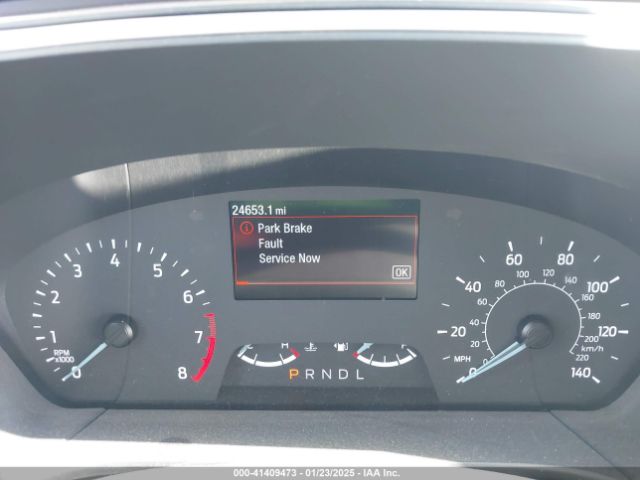 24653.1 mi
Park Brake
Fault
Service Now
OK
0 1 2 3 4 5 6 7 8
RPM
x1000
H
P R N D L
0 20 40 60 80 100 120 140
MPH
0 20 40 60 80 100 120 140 160 180 200 220
km/h
000-41409473 - 01/23/2025 - IAA Inc.